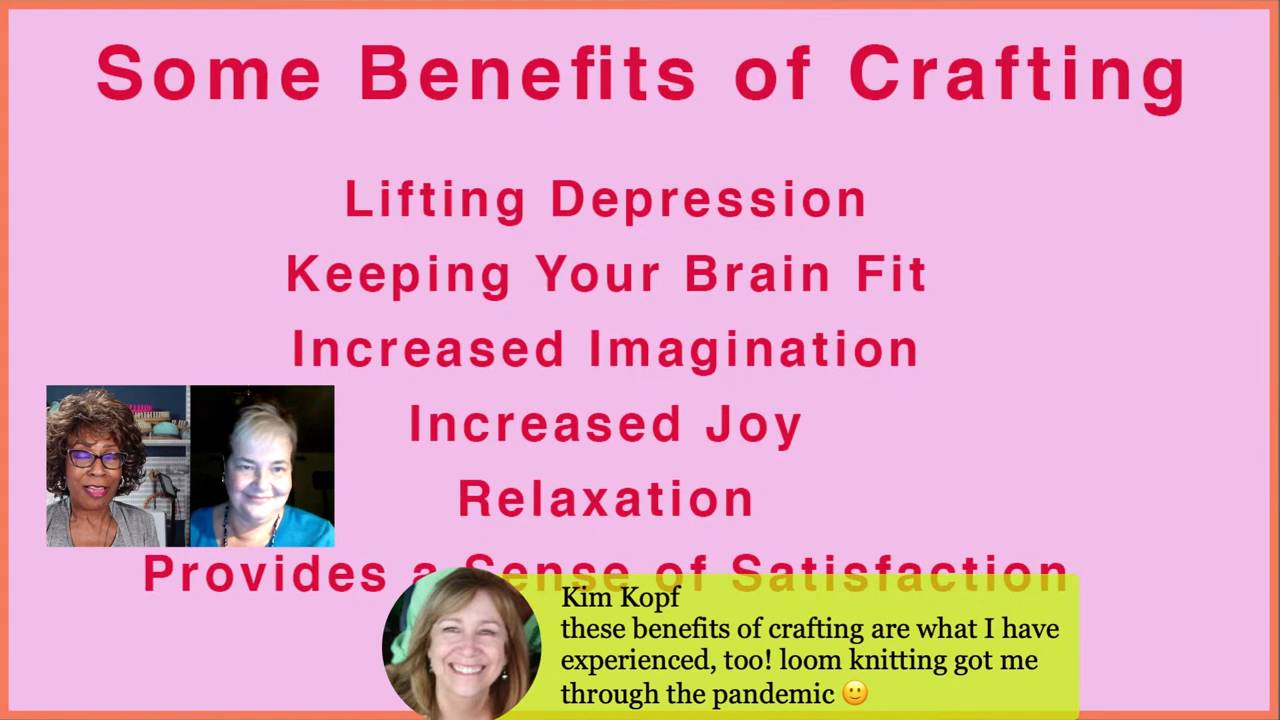 Some Benefits of Crafting
Lifting Depression
Keeping Your Brain Fit
Increased Imagination
Increased Joy
Relaxation
Provides a Sense of Satisfaction
Kim Kopf
these benefits of crafting are what I have
experienced, too! loom knitting got me
through the pandemic 🙂